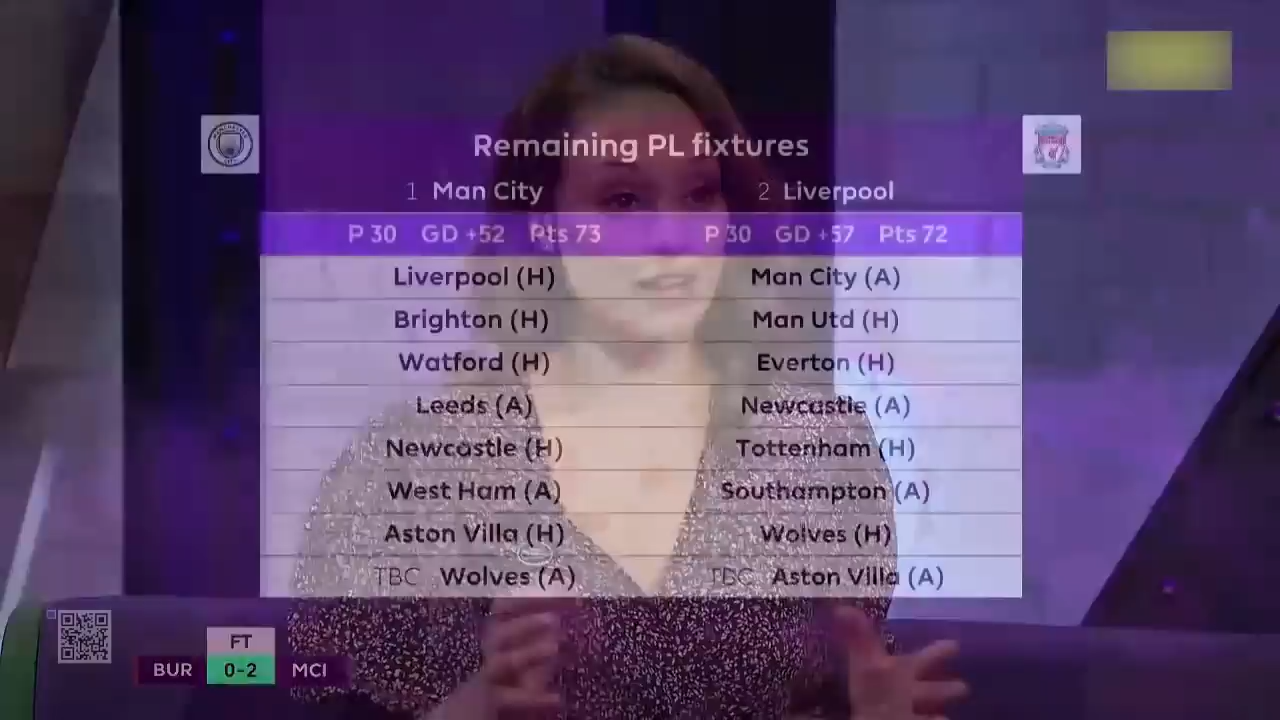 Remaining PL fixtures
1 Man City 2 Liverpool
P 30 GD +52 Pts 73 P 30 GD +57 Pts 72
Liverpool (H) Man City (A)
Brighton (H) Man Utd (H)
Watford (H) Everton (H)
Leeds (A) Newcastle (A)
Newcastle (H) Tottenham (H)
West Ham (A) Southampton (A)
Aston Villa (H) Wolves (H)
TBC Wolves (A) TBC Aston Villa (A)
FT
BUR 0-2 MCI